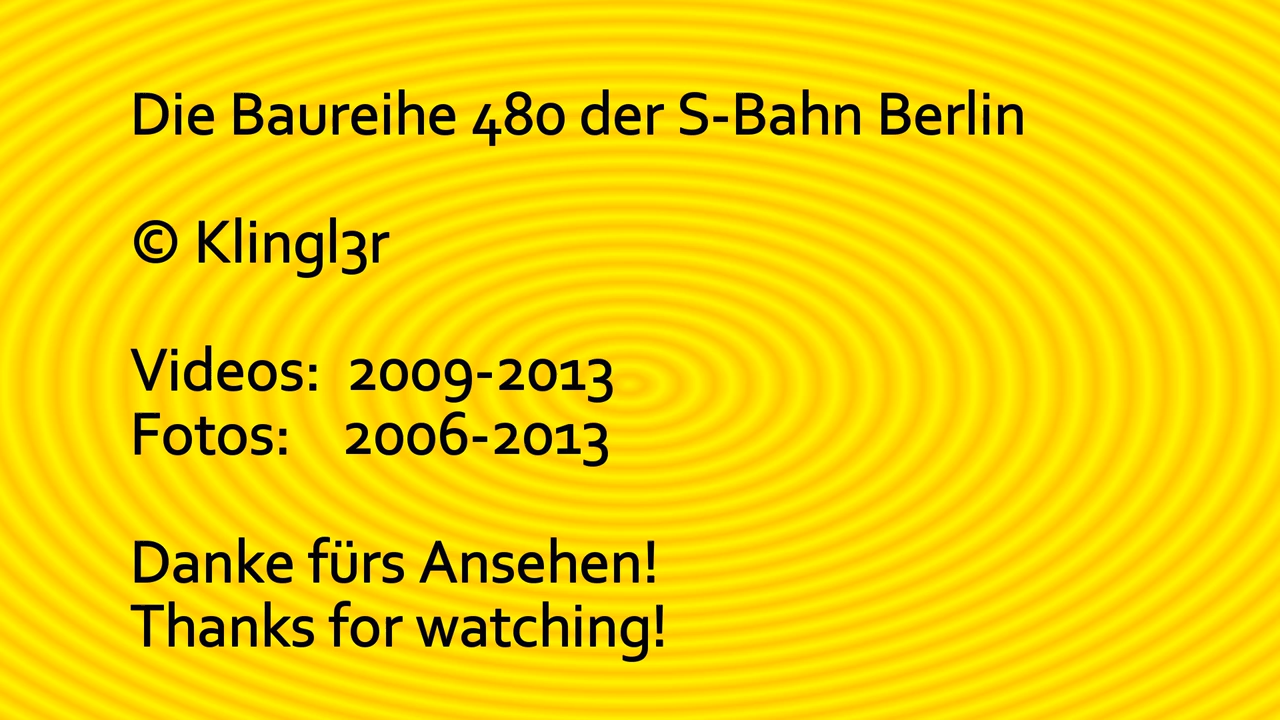 Die Baureihe 480 der S-Bahn Berlin
© Klingl3r
Videos: 2009-2013
Fotos: 2006-2013
Danke fürs Ansehen!
Thanks for watching!